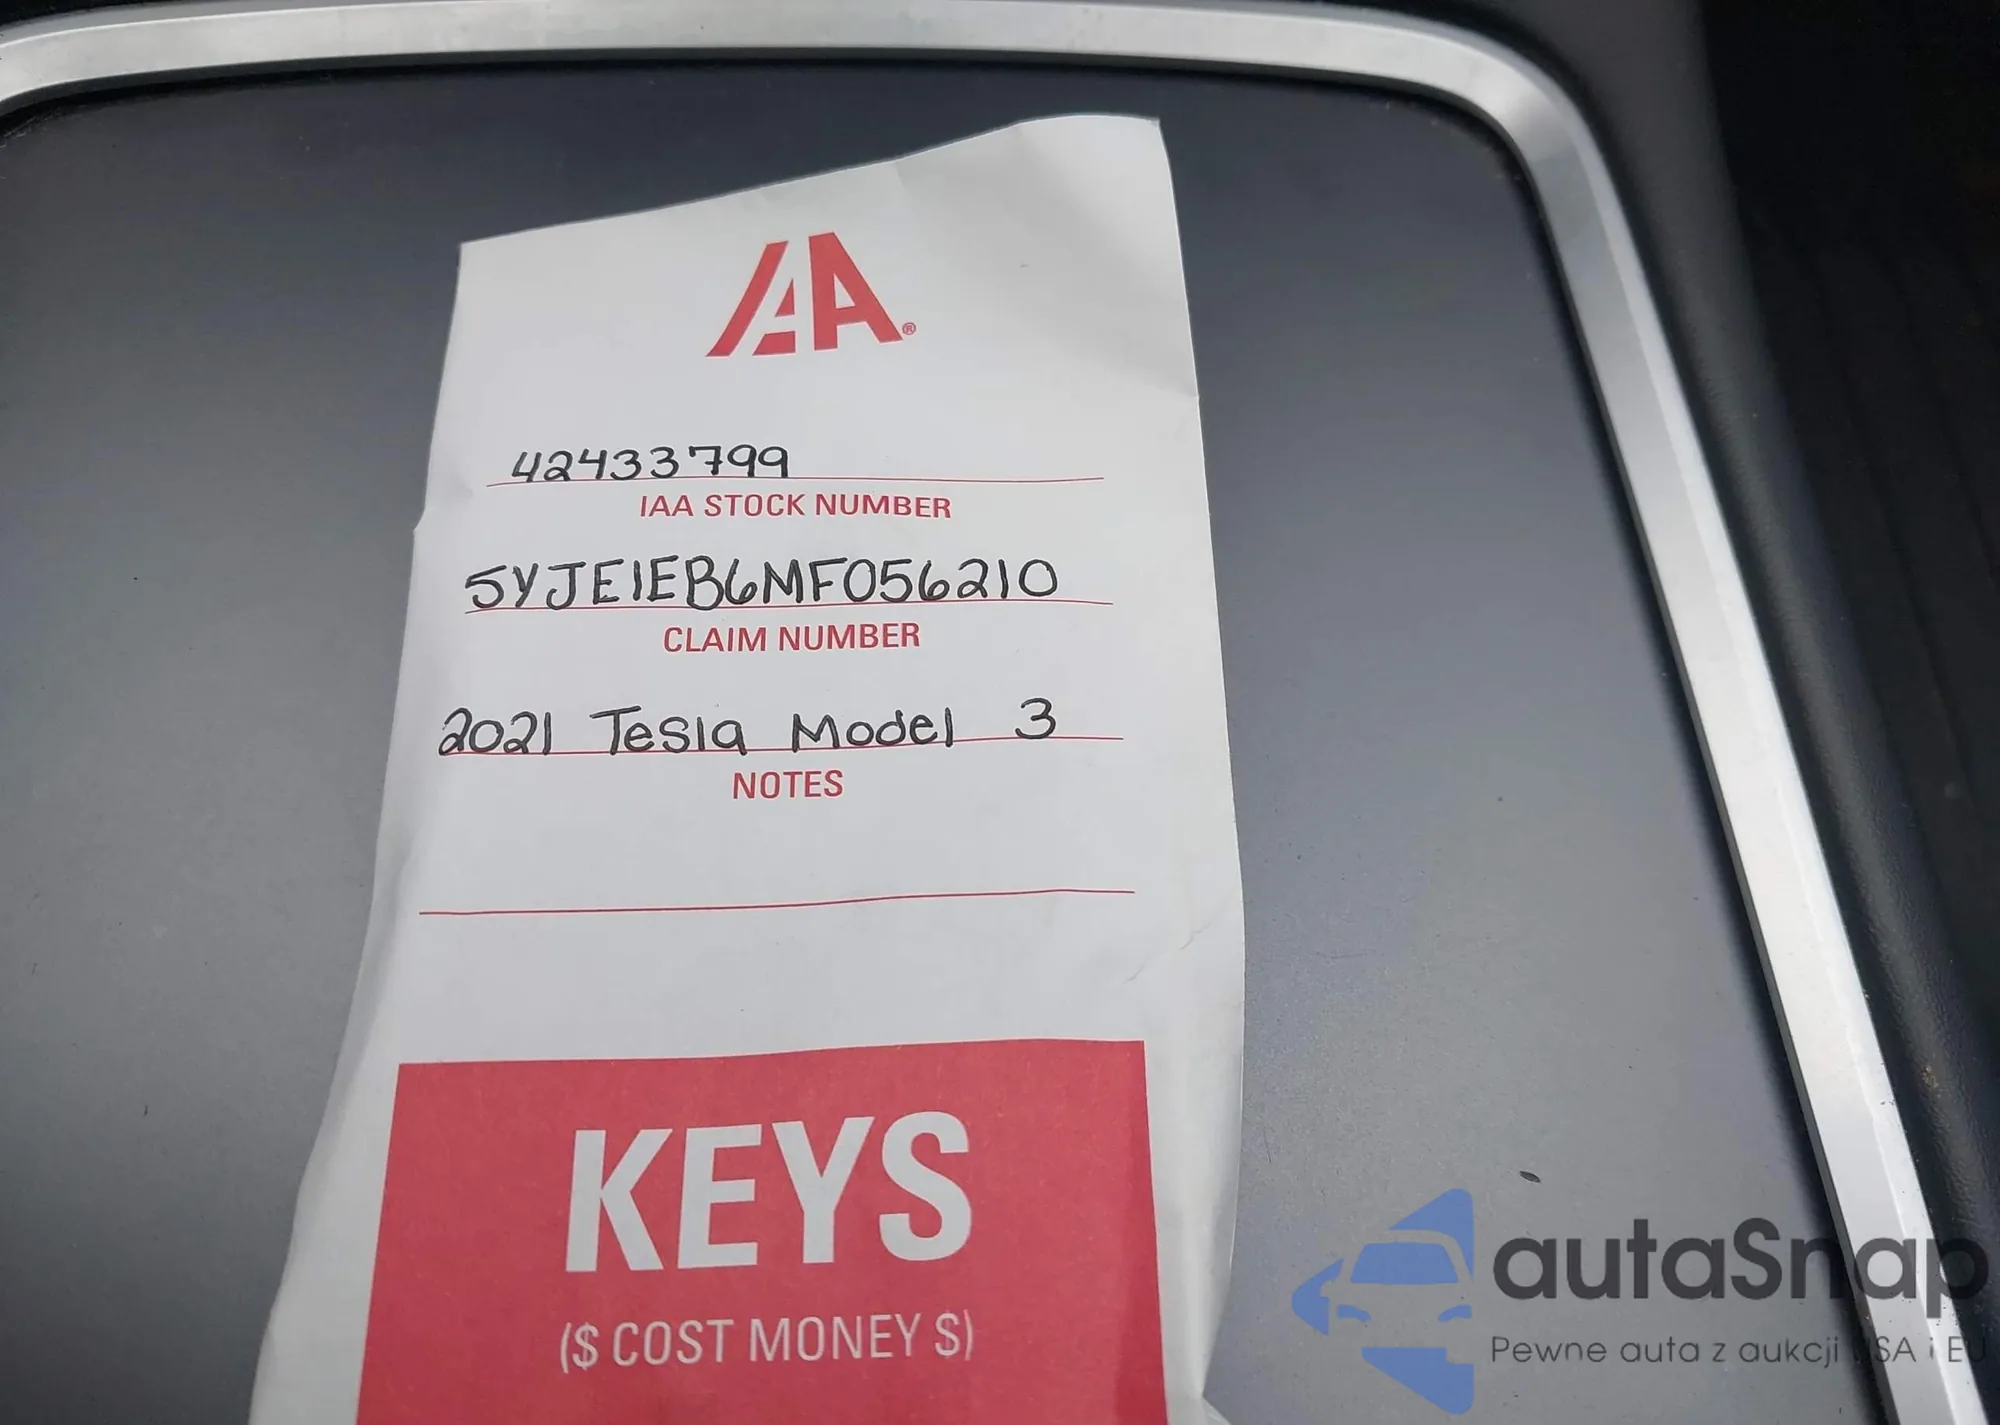 IAA®
42433799
IAA STOCK NUMBER
5YJE1EB6MF056210
CLAIM NUMBER
2021 Tesla Model 3
NOTES
KEYS
($ COST MONEY $)
autaSnap
Pewne auta z aukcji USA i EU